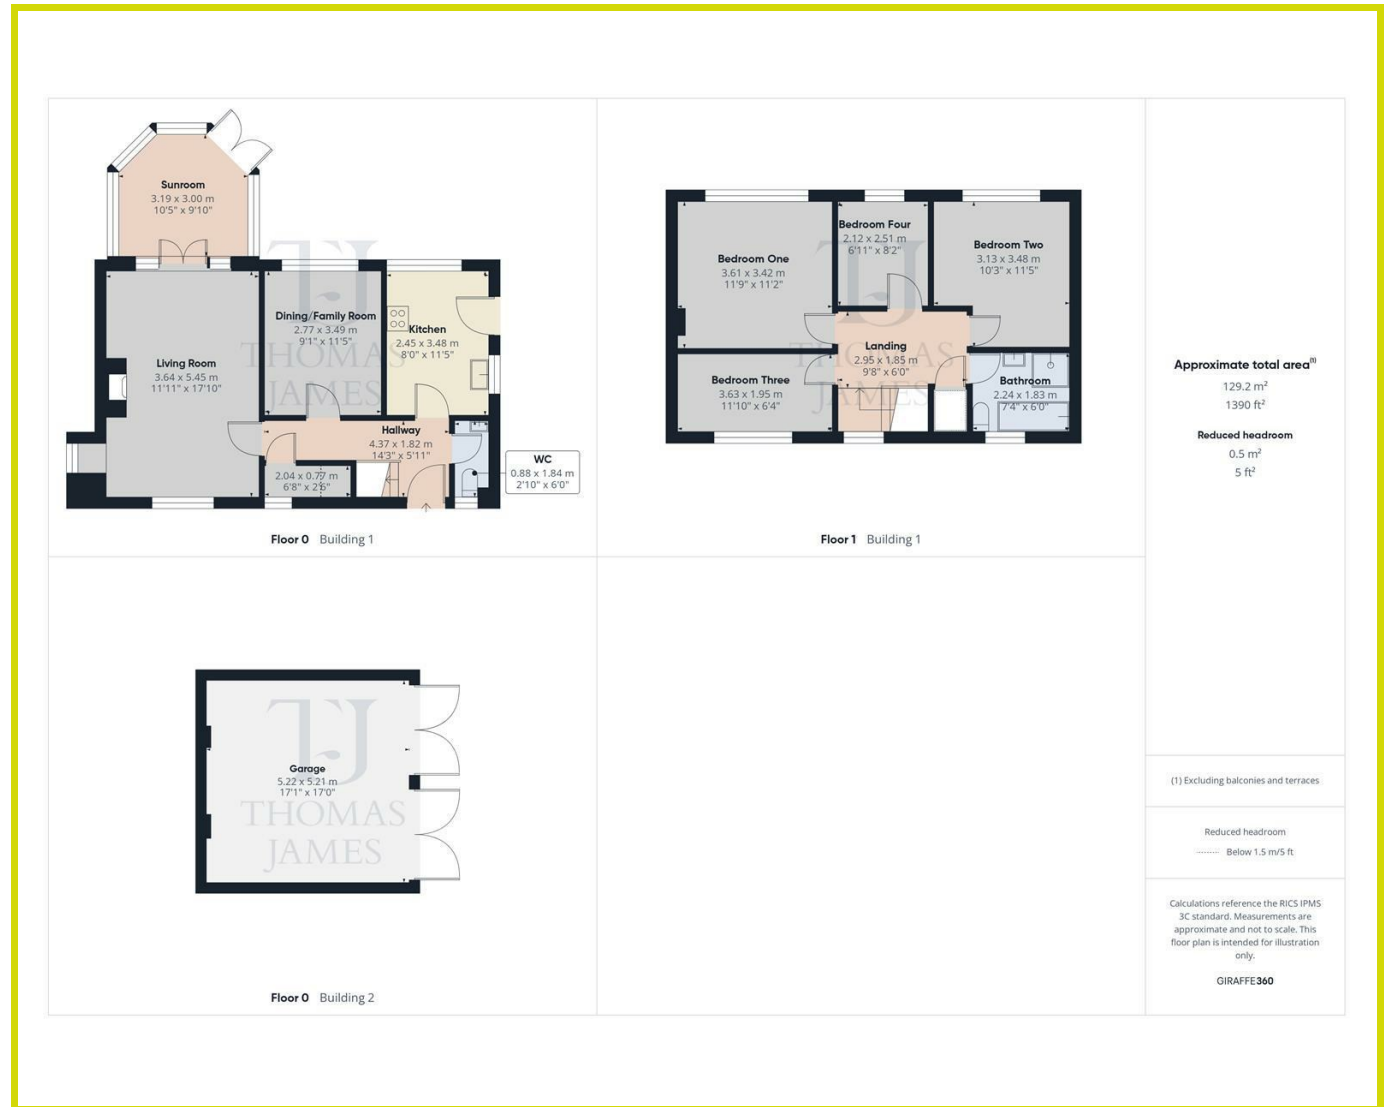 Sunroom
3.19 x 3.00 m
10'5" x 9'10"
Living Room
3.64 x 5.45 m
11'11" x 17'10"
Dining/Family Room
2.77 x 3.49 m
9'1" x 11'5"
Kitchen
2.45 x 3.48 m
8'0" x 11'5"
Hallway
4.37 x 1.82 m
14'3" x 5'11"
2.04 x 0.77 m
6'8" x 2'6"
WC
0.88 x 1.84 m
2'10" x 6'0"
TJ
THOMAS
JAMES
Floor 0 Building 1
Bedroom One
3.61 x 3.42 m
11'9" x 11'2"
Bedroom Four
2.12 x 2.51 m
6'11" x 8'2"
Bedroom Two
3.13 x 3.48 m
10'3" x 11'5"
Landing
2.95 x 1.85 m
9'8" x 6'0"
Bedroom Three
3.63 x 1.95 m
11'10" x 6'4"
Bathroom
2.24 x 1.83 m
7'4" x 6'0"
TJ
THOMAS
JAMES
Floor 1 Building 1
Garage
5.22 x 5.21 m
17'1" x 17'0"
TJ
THOMAS
JAMES
Floor 0 Building 2
Approximate total area(1)
129.2 m²
1390 ft²
Reduced headroom
0.5 m²
5 ft²
(1) Excluding balconies and terraces
Reduced headroom
Below 1.5 m/5 ft
Calculations reference the RICS IPMS
3C standard. Measurements are
approximate and not to scale. This
floor plan is intended for illustration
only.
GIRAFFE360